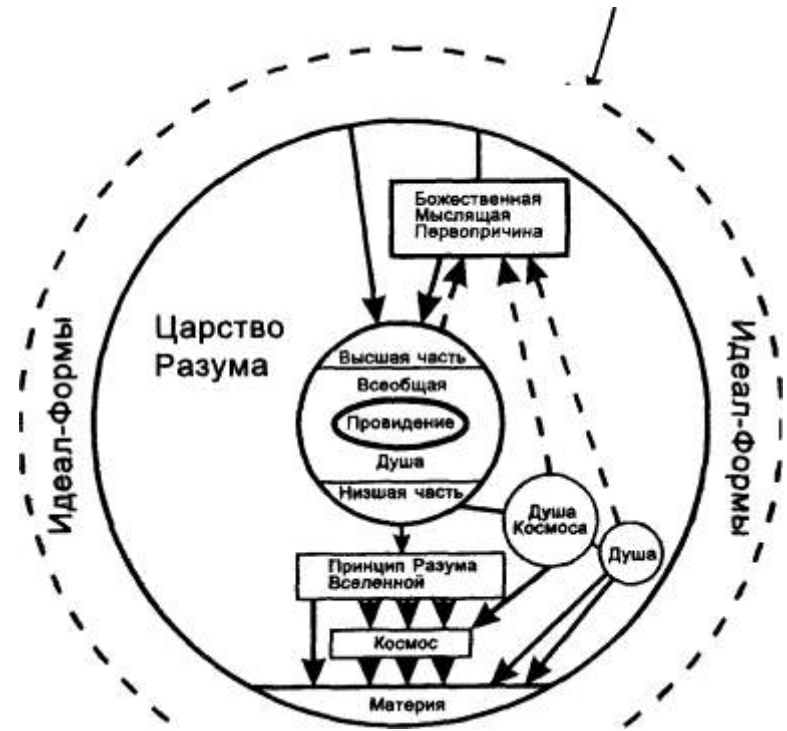 Божественная
Мыслящая
Первопричина
Идеал-Формы
Царство
Разума
Идеал-Формы
Высшая часть
Всеобщая
Провидение
Душа
Низшая часть
Душа
Космоса
Душа
Принцип Разума
Вселенной
Космос
Материя